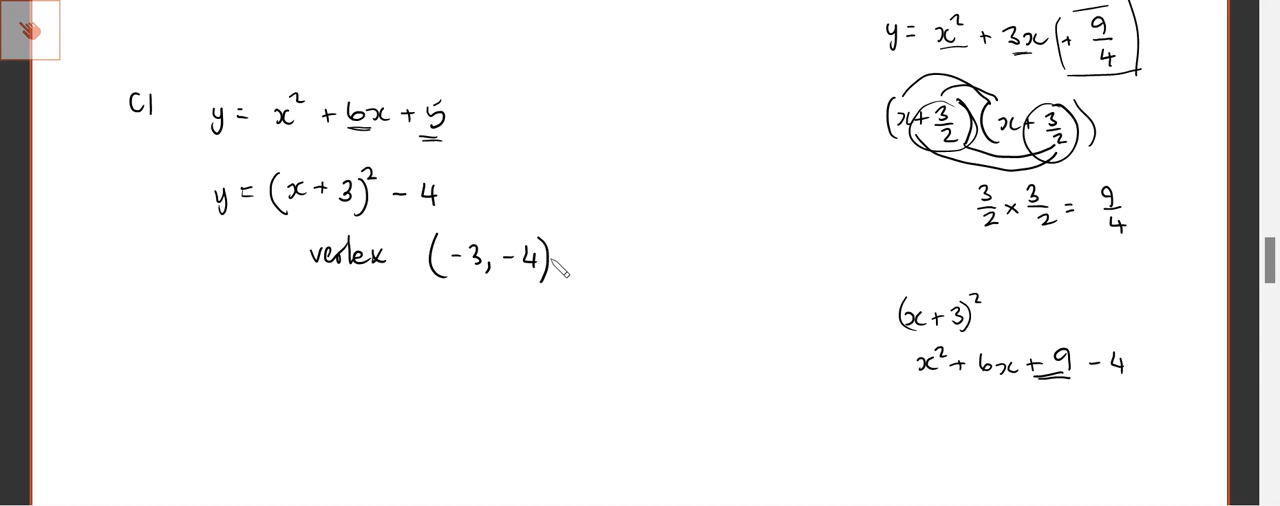 C1 y = x² + 6x + 5
y = (x + 3)² - 4
vertex (-3, -4)
y = x² + 3x + 9/4
(x + 3/2)(x + 3/2)
3/2 × 3/2 = 9/4
(x + 3)²
x² + 6x + 9 - 4